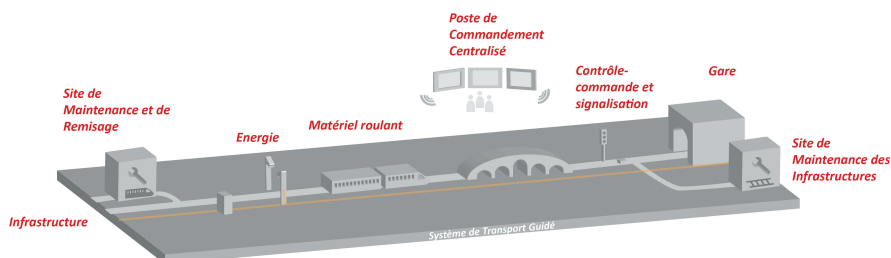 Poste de
Commandement
Centralisé
Contrôle-
commande et
signalisation
Gare
Site de
Maintenance et de
Remisage
Energie
Matériel roulant
Site de
Maintenance des
Infrastructures
Infrastructure
Système de Transport Guidé